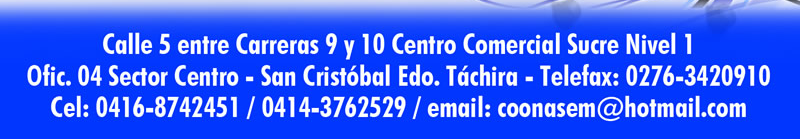 Calle 5 entre Carreras 9 y 10 Centro Comercial Sucre Nivel 1
Ofic. 04 Sector Centro - San Cristóbal Edo. Táchira - Telefax: 0276-3420910
Cel: 0416-8742451 / 0414-3762529 / email: coonasem@hotmail.com